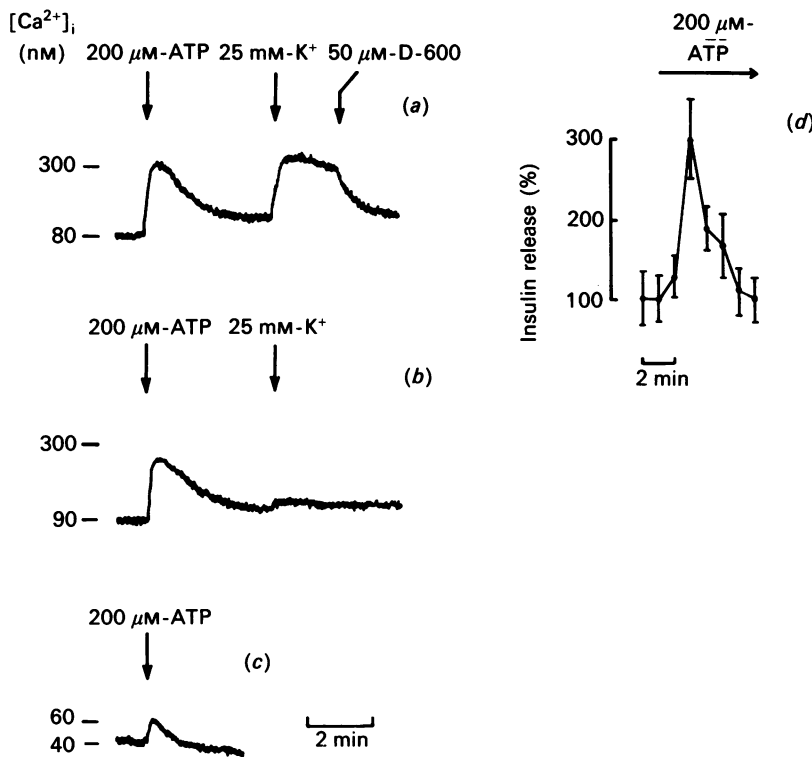 [Ca²⁺]ᵢ
(nM) 200 μM-ATP 25 mM-K⁺ 50 μM-D-600
(a)
300
80
200 μM-ATP 25 mM-K⁺
(b)
300
90
200 μM-ATP
(c)
60
40
2 min
200 μM-
ATP
(d)
Insulin release (%)
300
200
100
2 min